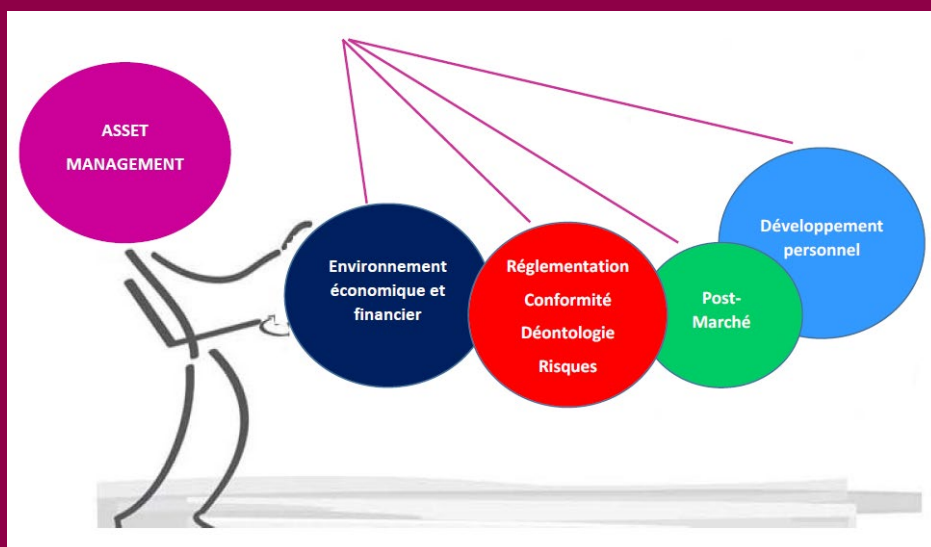 ASSET
MANAGEMENT
Environnement
économique et
financier
Réglementation
Conformité
Déontologie
Risques
Post-
Marché
Développement
personnel